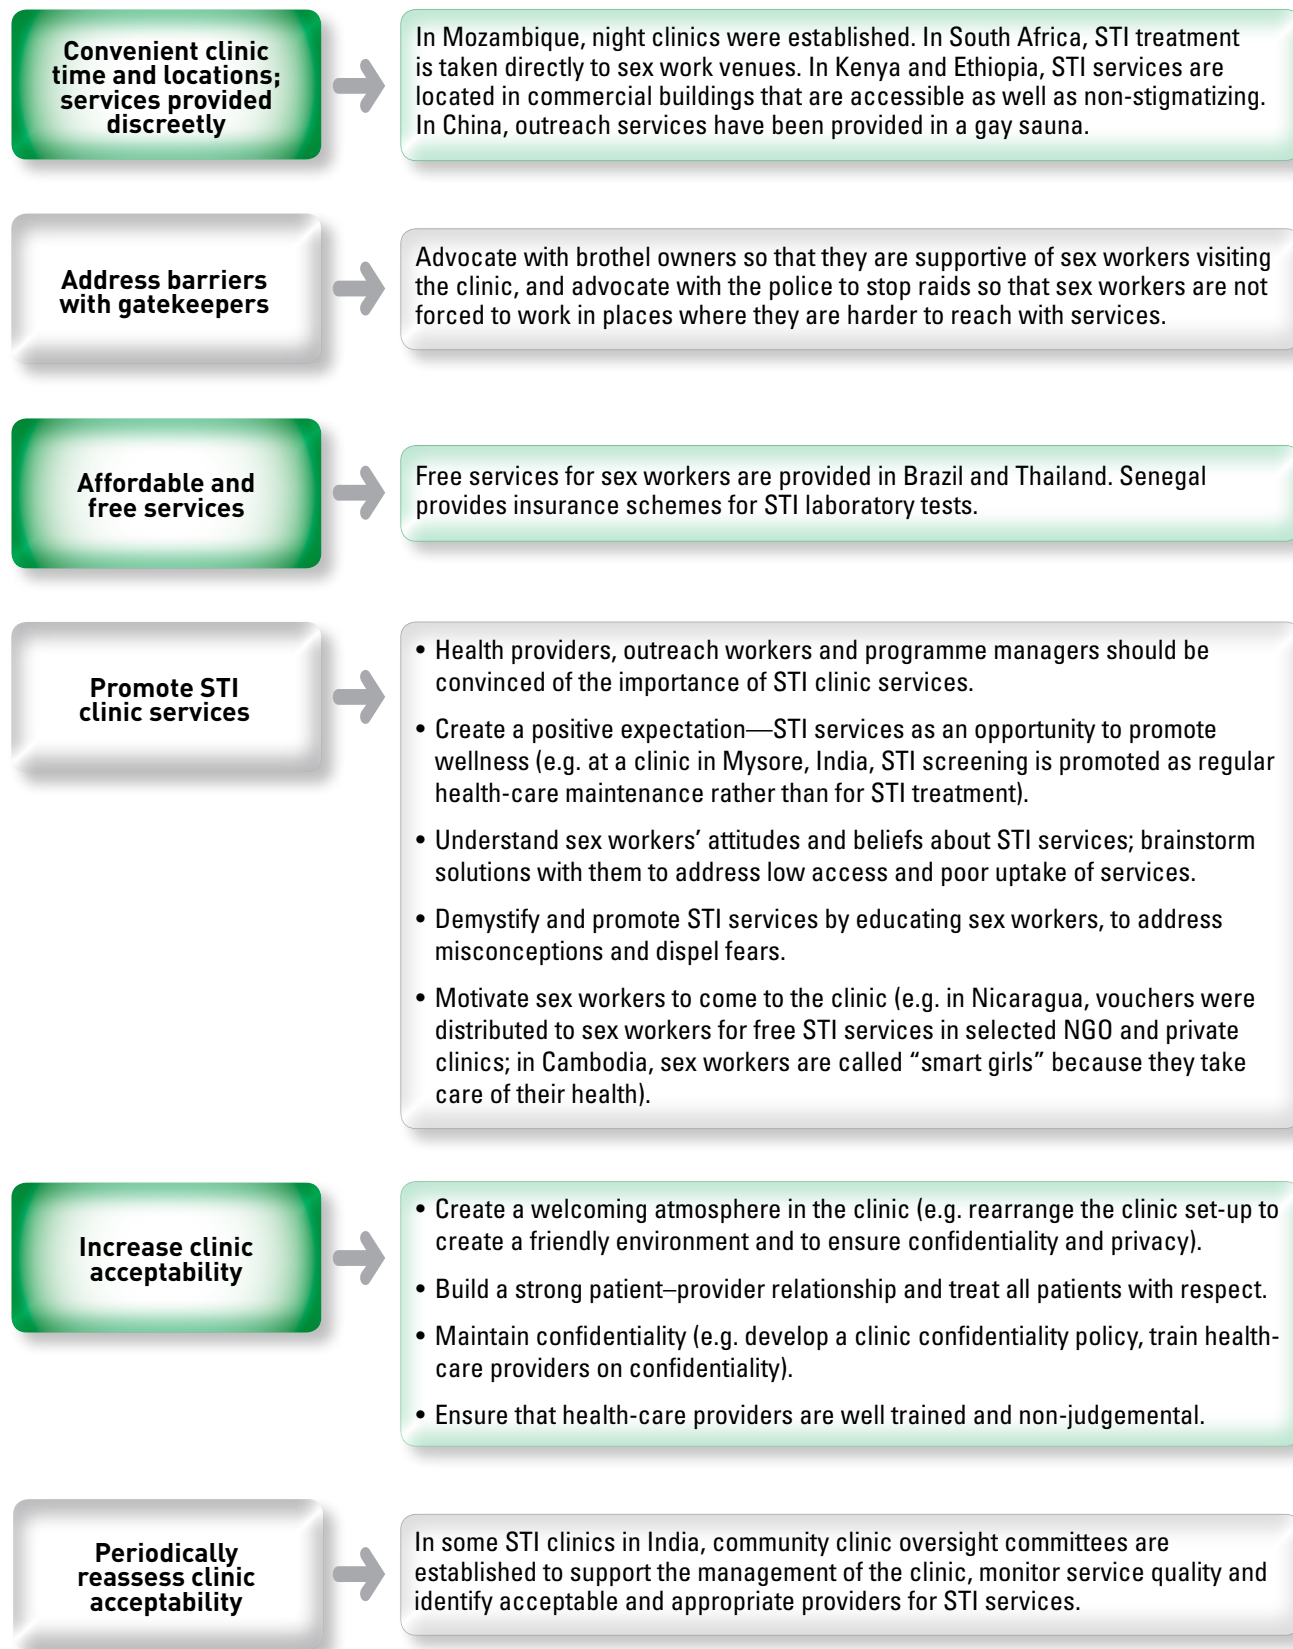 Convenient clinic
time and locations;
services provided
discreetly
In Mozambique, night clinics were established. In South Africa, STI treatment
is taken directly to sex work venues. In Kenya and Ethiopia, STI services are
located in commercial buildings that are accessible as well as non-stigmatizing.
In China, outreach services have been provided in a gay sauna.
Address barriers
with gatekeepers
Advocate with brothel owners so that they are supportive of sex workers visiting
the clinic, and advocate with the police to stop raids so that sex workers are not
forced to work in places where they are harder to reach with services.
Affordable and
free services
Free services for sex workers are provided in Brazil and Thailand. Senegal
provides insurance schemes for STI laboratory tests.
Promote STI
clinic services
• Health providers, outreach workers and programme managers should be
convinced of the importance of STI clinic services.
• Create a positive expectation—STI services as an opportunity to promote
wellness (e.g. at a clinic in Mysore, India, STI screening is promoted as regular
health-care maintenance rather than for STI treatment).
• Understand sex workers’ attitudes and beliefs about STI services; brainstorm
solutions with them to address low access and poor uptake of services.
• Demystify and promote STI services by educating sex workers, to address
misconceptions and dispel fears.
• Motivate sex workers to come to the clinic (e.g. in Nicaragua, vouchers were
distributed to sex workers for free STI services in selected NGO and private
clinics; in Cambodia, sex workers are called “smart girls” because they take
care of their health).
Increase clinic
acceptability
• Create a welcoming atmosphere in the clinic (e.g. rearrange the clinic set-up to
create a friendly environment and to ensure confidentiality and privacy).
• Build a strong patient–provider relationship and treat all patients with respect.
• Maintain confidentiality (e.g. develop a clinic confidentiality policy, train health-
care providers on confidentiality).
• Ensure that health-care providers are well trained and non-judgemental.
Periodically
reassess clinic
acceptability
In some STI clinics in India, community clinic oversight committees are
established to support the management of the clinic, monitor service quality and
identify acceptable and appropriate providers for STI services.